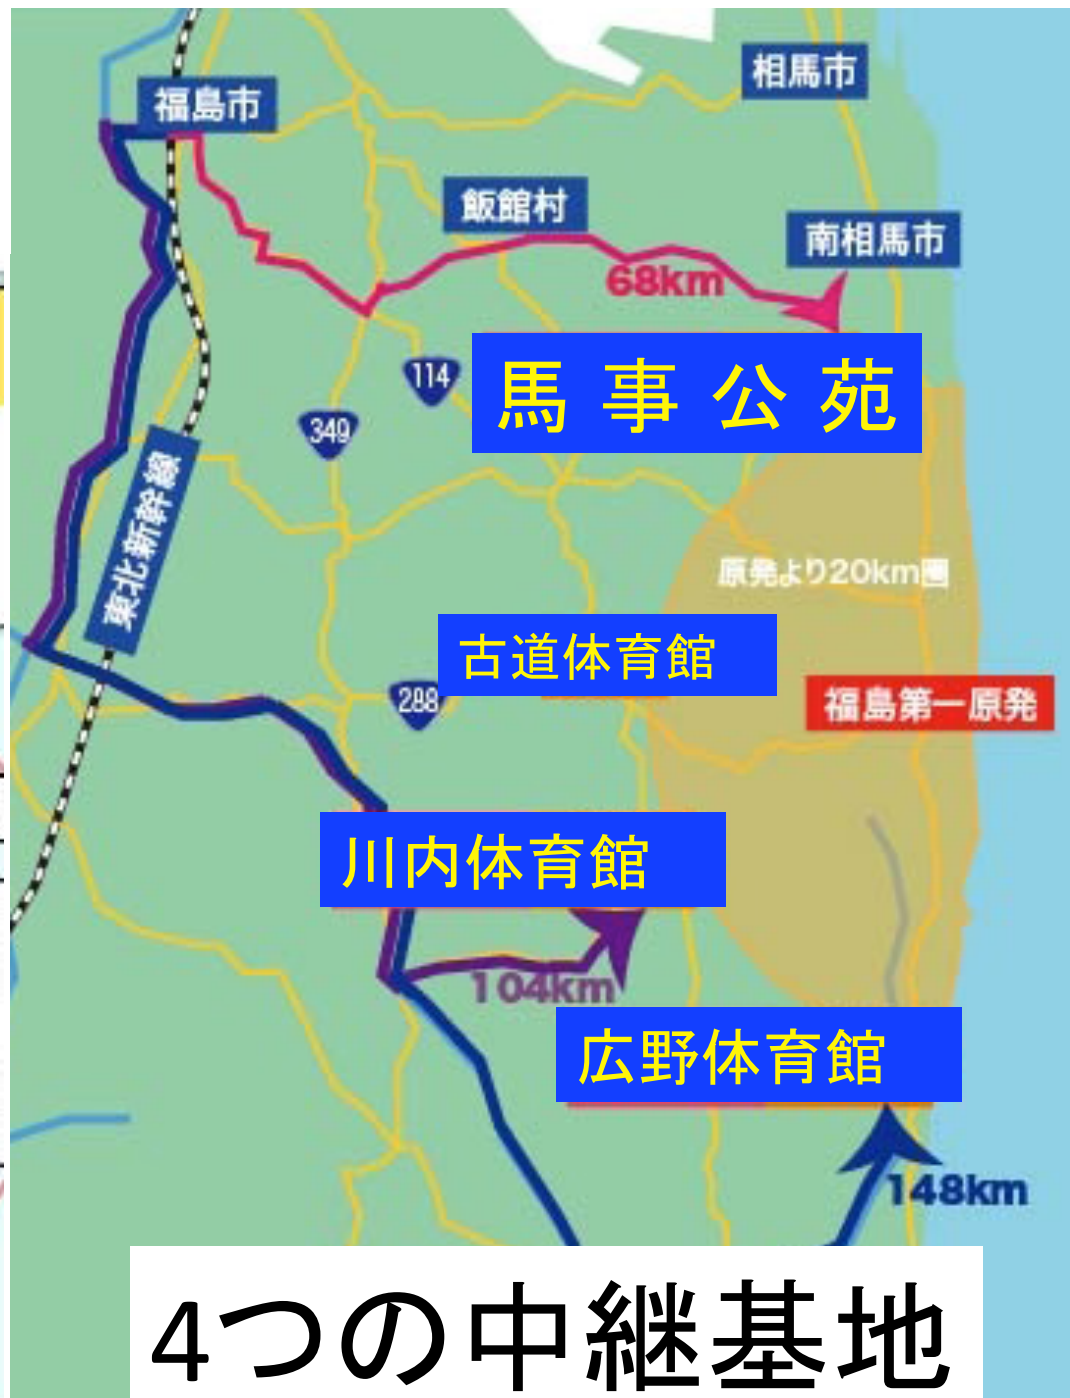 相馬市
福島市
飯館村
南相馬市
68km
馬事公苑
114
349
東北新幹線
原発より20km圏
古道体育館
288
福島第一原発
川内体育館
104km
広野体育館
148km
4つの中継基地